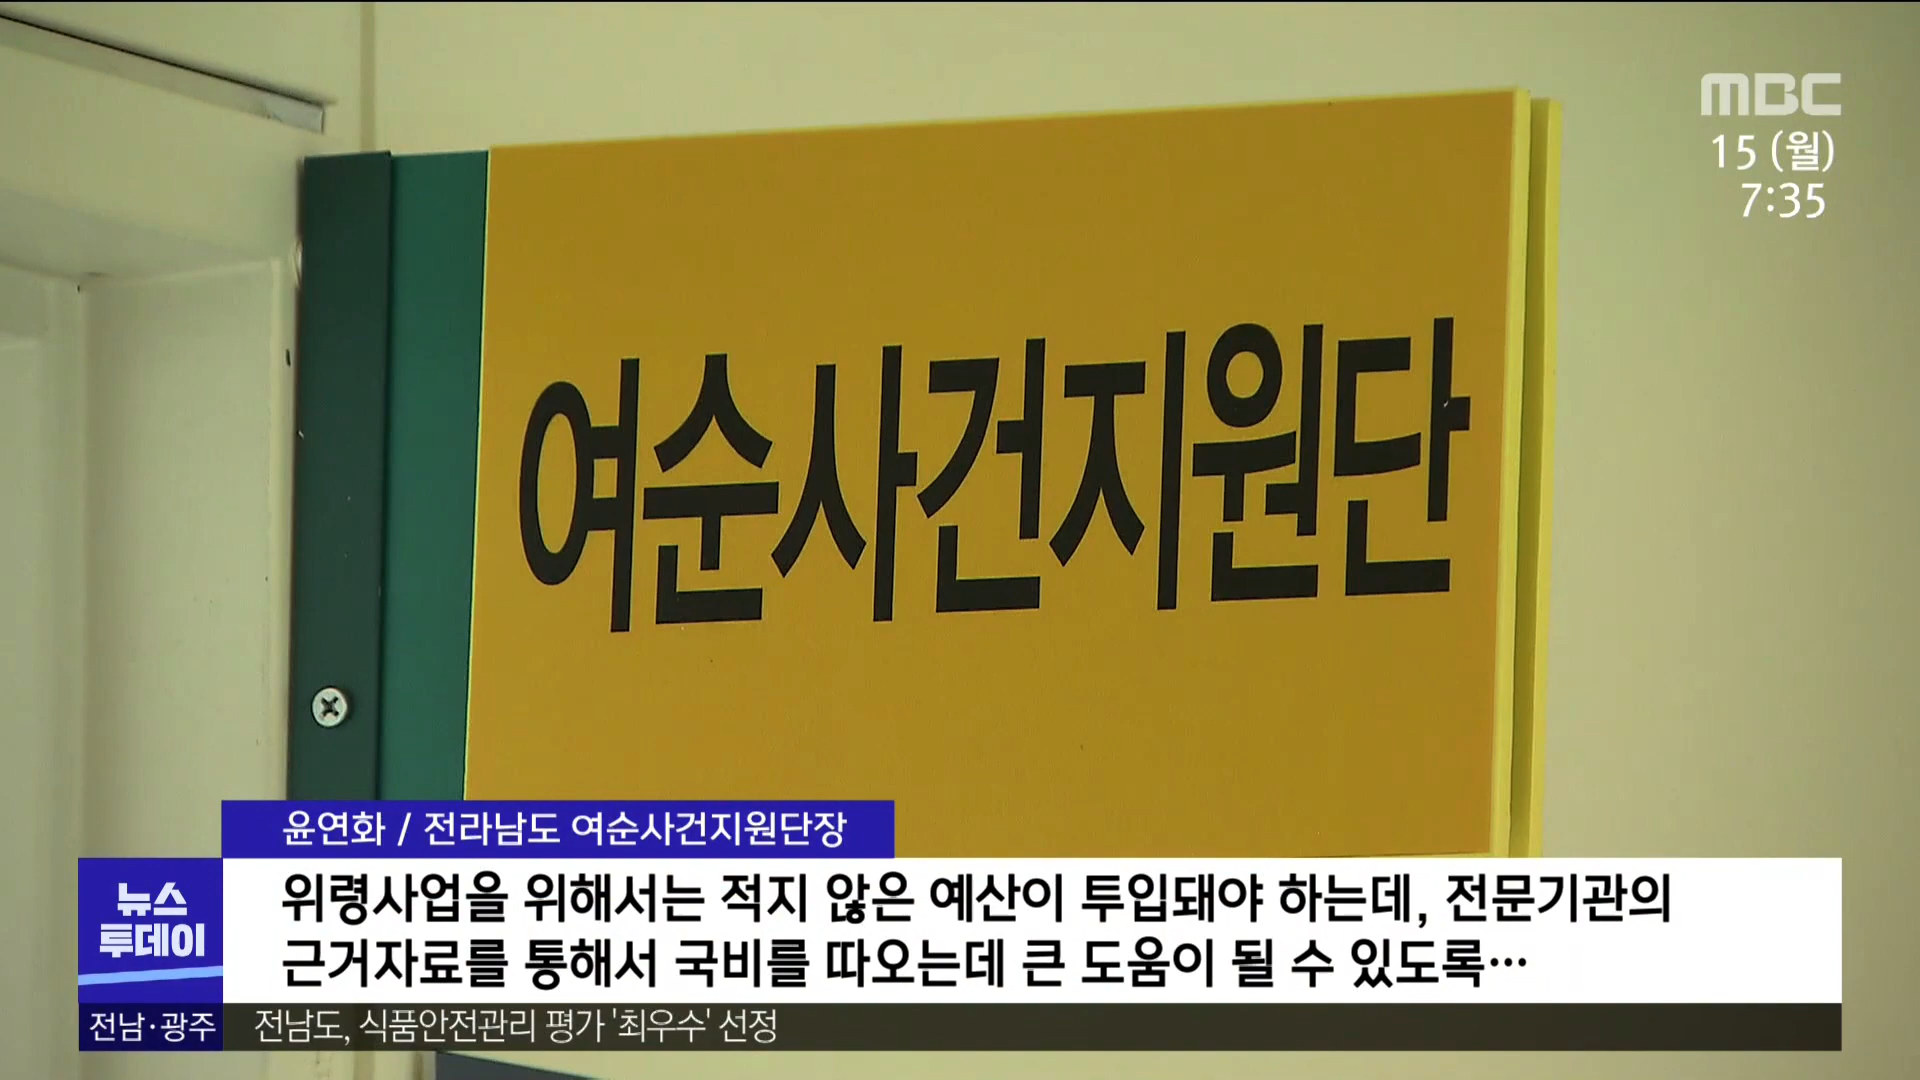 MBC
15 (월)
7:35
여순사건지원단
윤연화 / 전라남도 여순사건지원단장
뉴스
투데이
위령사업을 위해서는 적지 않은 예산이 투입돼야 하는데, 전문기관의
근거자료를 통해서 국비를 따오는데 큰 도움이 될 수 있도록…
전남·광주
전남도, 식품안전관리 평가 '최우수' 선정